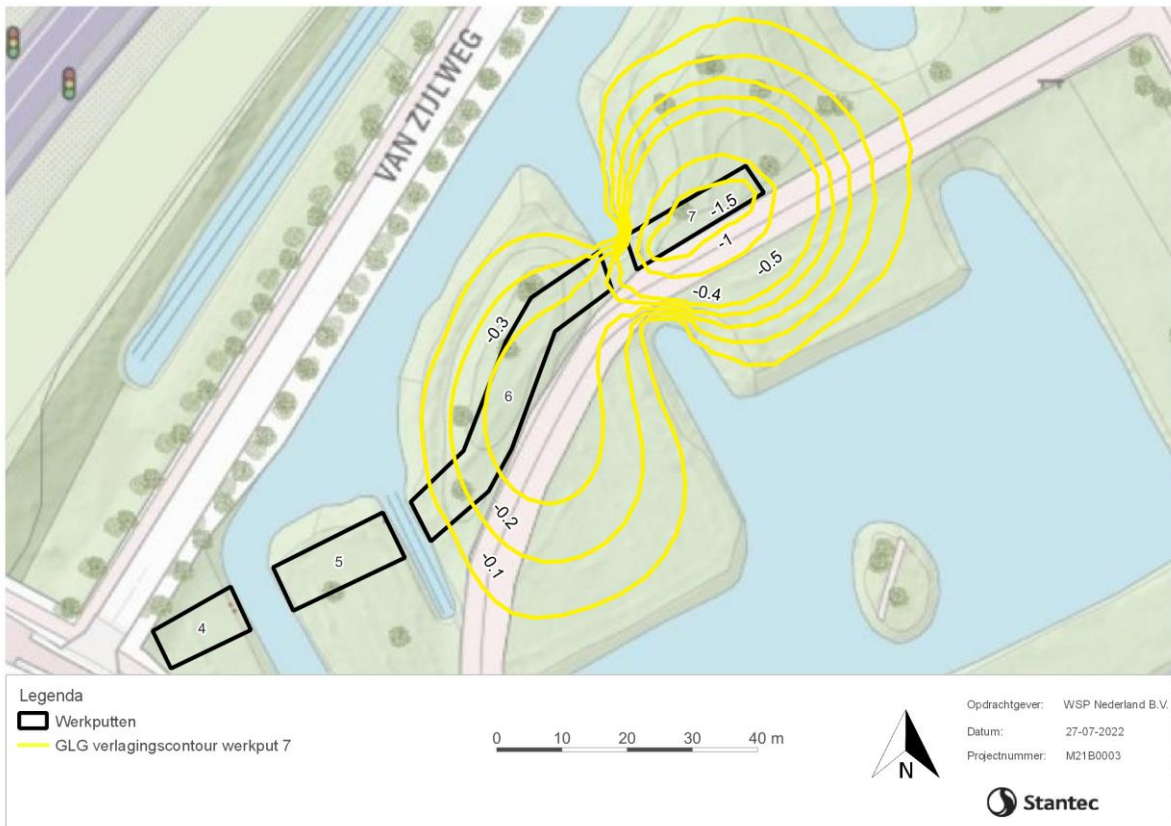 VAN ZIJLWEG
7
-1.5
-1
-0.5
-0.4
-0.3
6
-0.2
-0.1
5
4
Legenda
Werkputten
GLG verlagingscontour werkput 7
0 10 20 30 40 m
N
Opdrachtgever: WSP Nederland B.V.
Datum: 27-07-2022
Projectnummer: M21B0003
Stantec